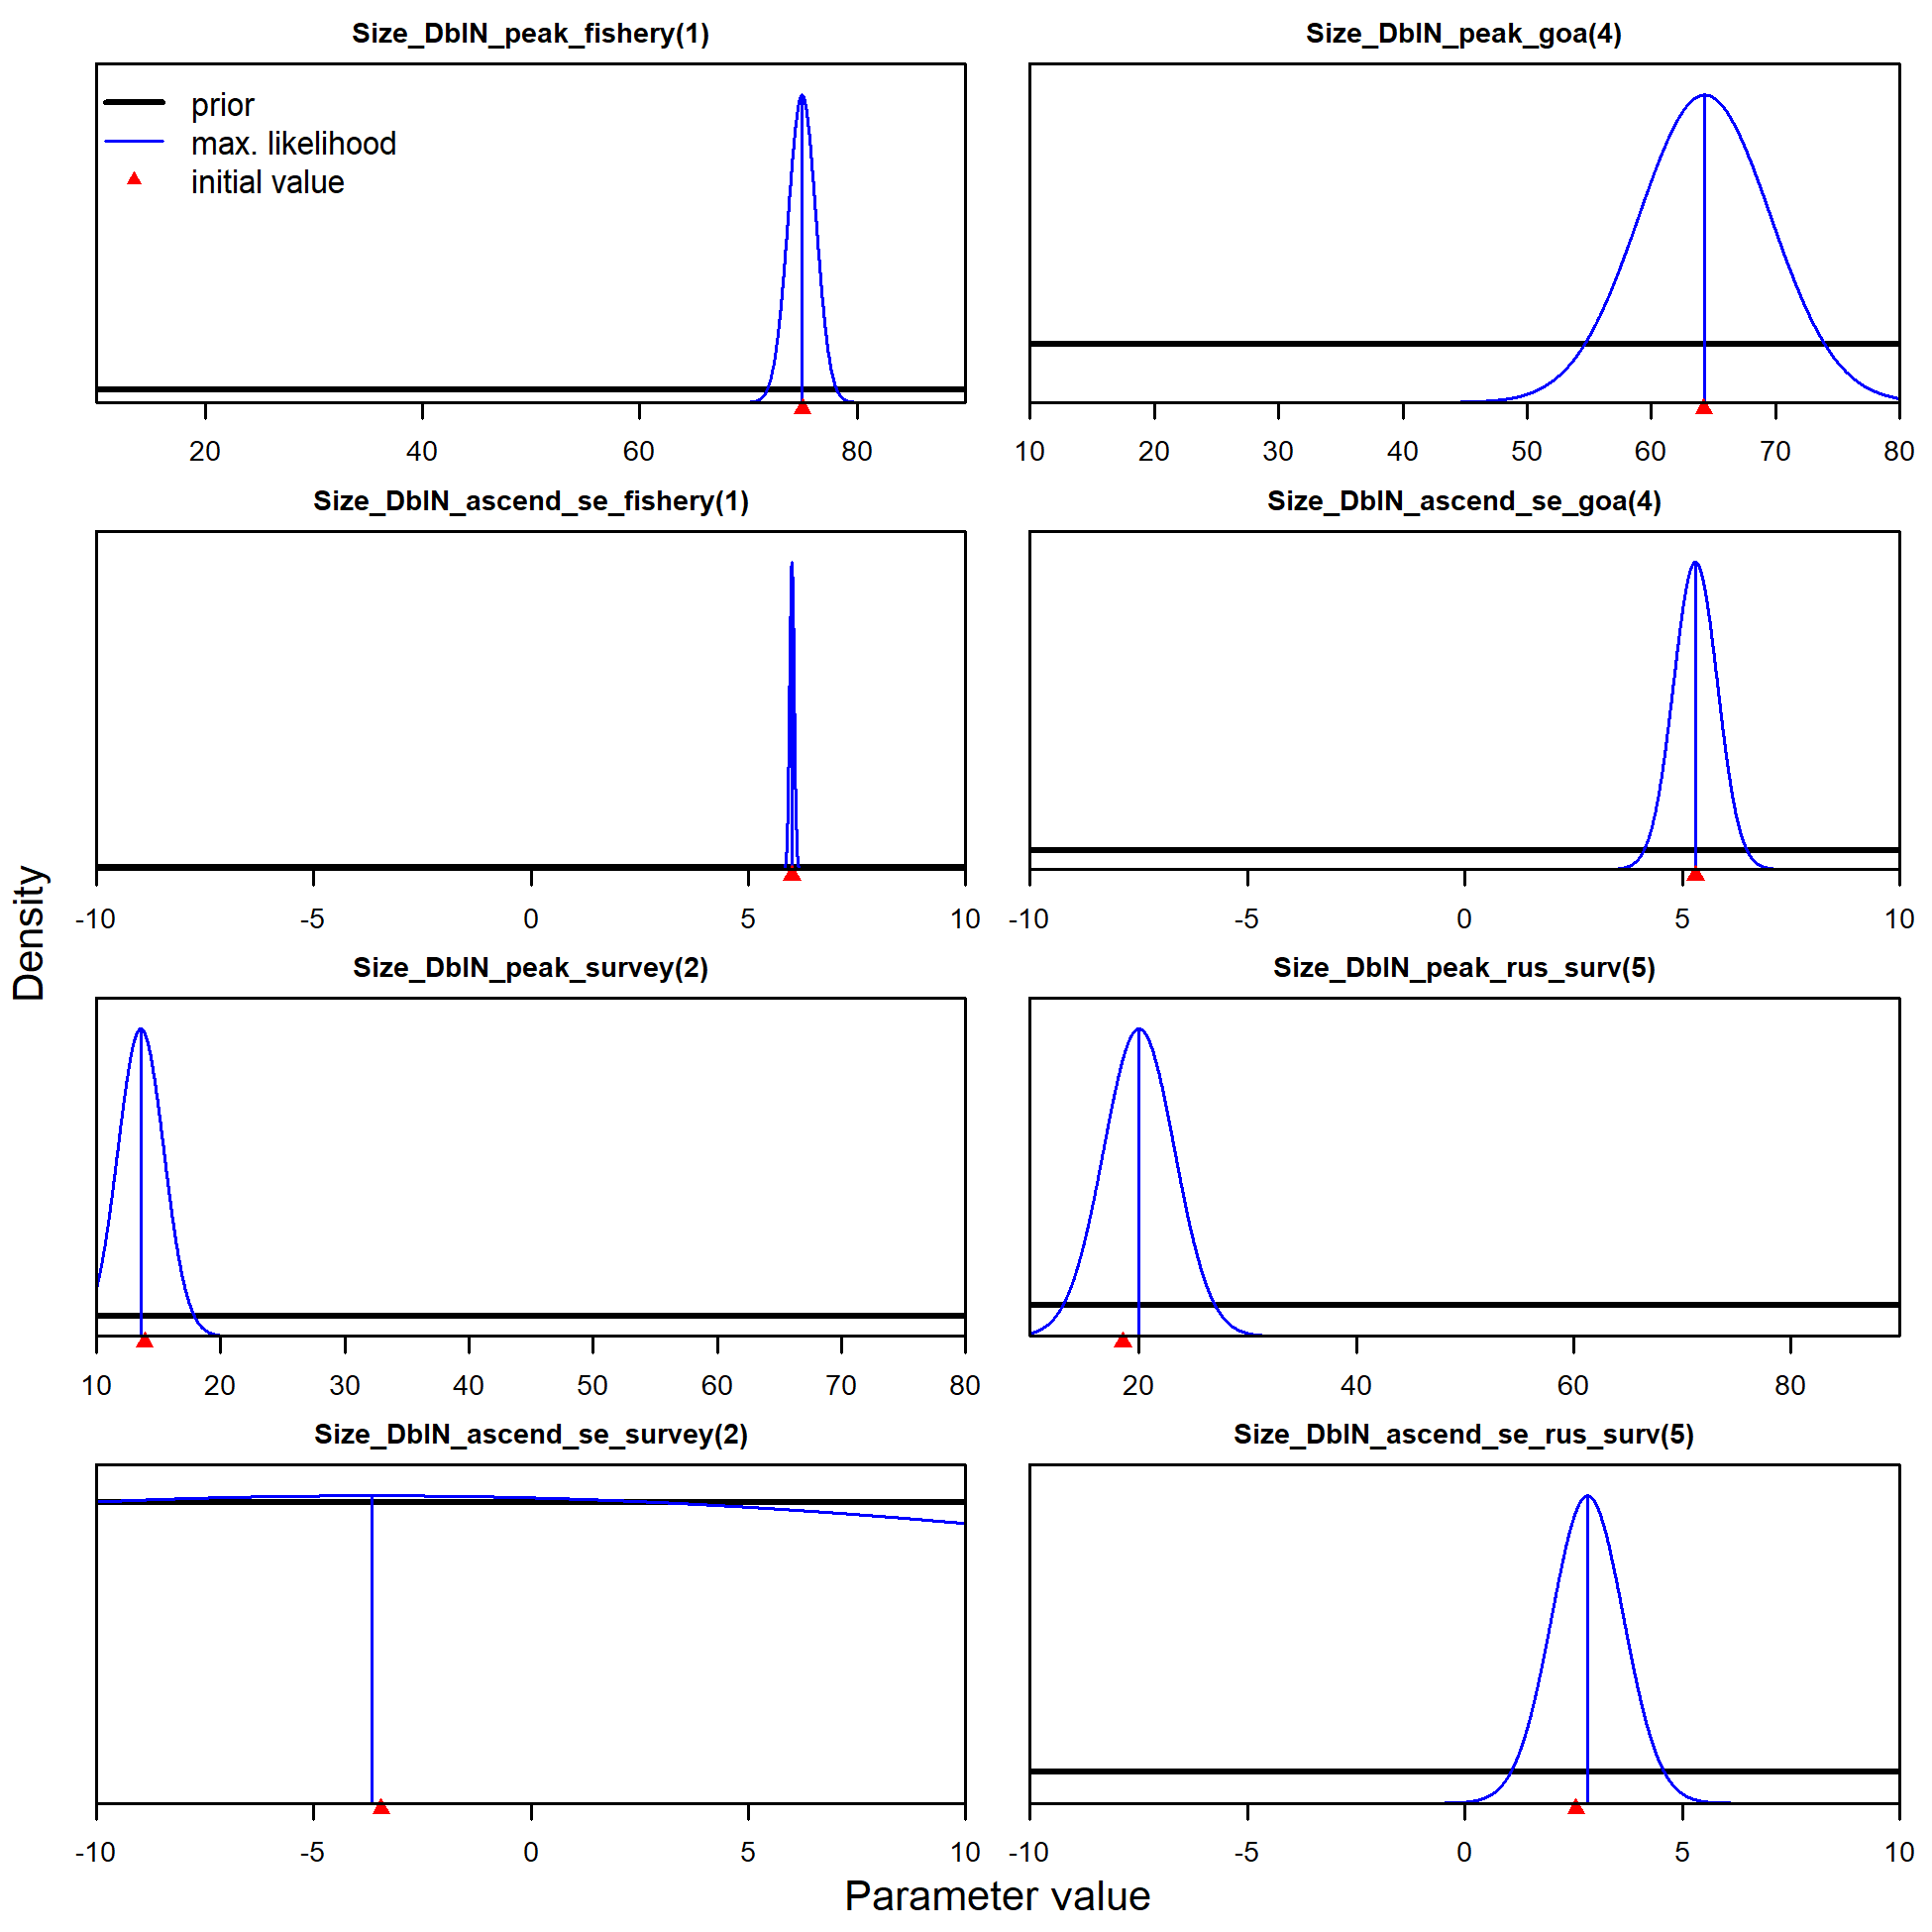 Size_DblN_peak_fishery(1)
prior
max. likelihood
initial value
20 40 60 80
Size_DblN_peak_goa(4)
10 20 30 40 50 60 70 80
Size_DblN_ascend_se_fishery(1)
-10 -5 0 5 10
Size_DblN_ascend_se_goa(4)
-10 -5 0 5 10
Size_DblN_peak_survey(2)
10 20 30 40 50 60 70 80
Size_DblN_peak_rus_surv(5)
20 40 60 80
Size_DblN_ascend_se_survey(2)
-10 -5 0 5 10
Size_DblN_ascend_se_rus_surv(5)
-10 -5 0 5 10
Density
Parameter value